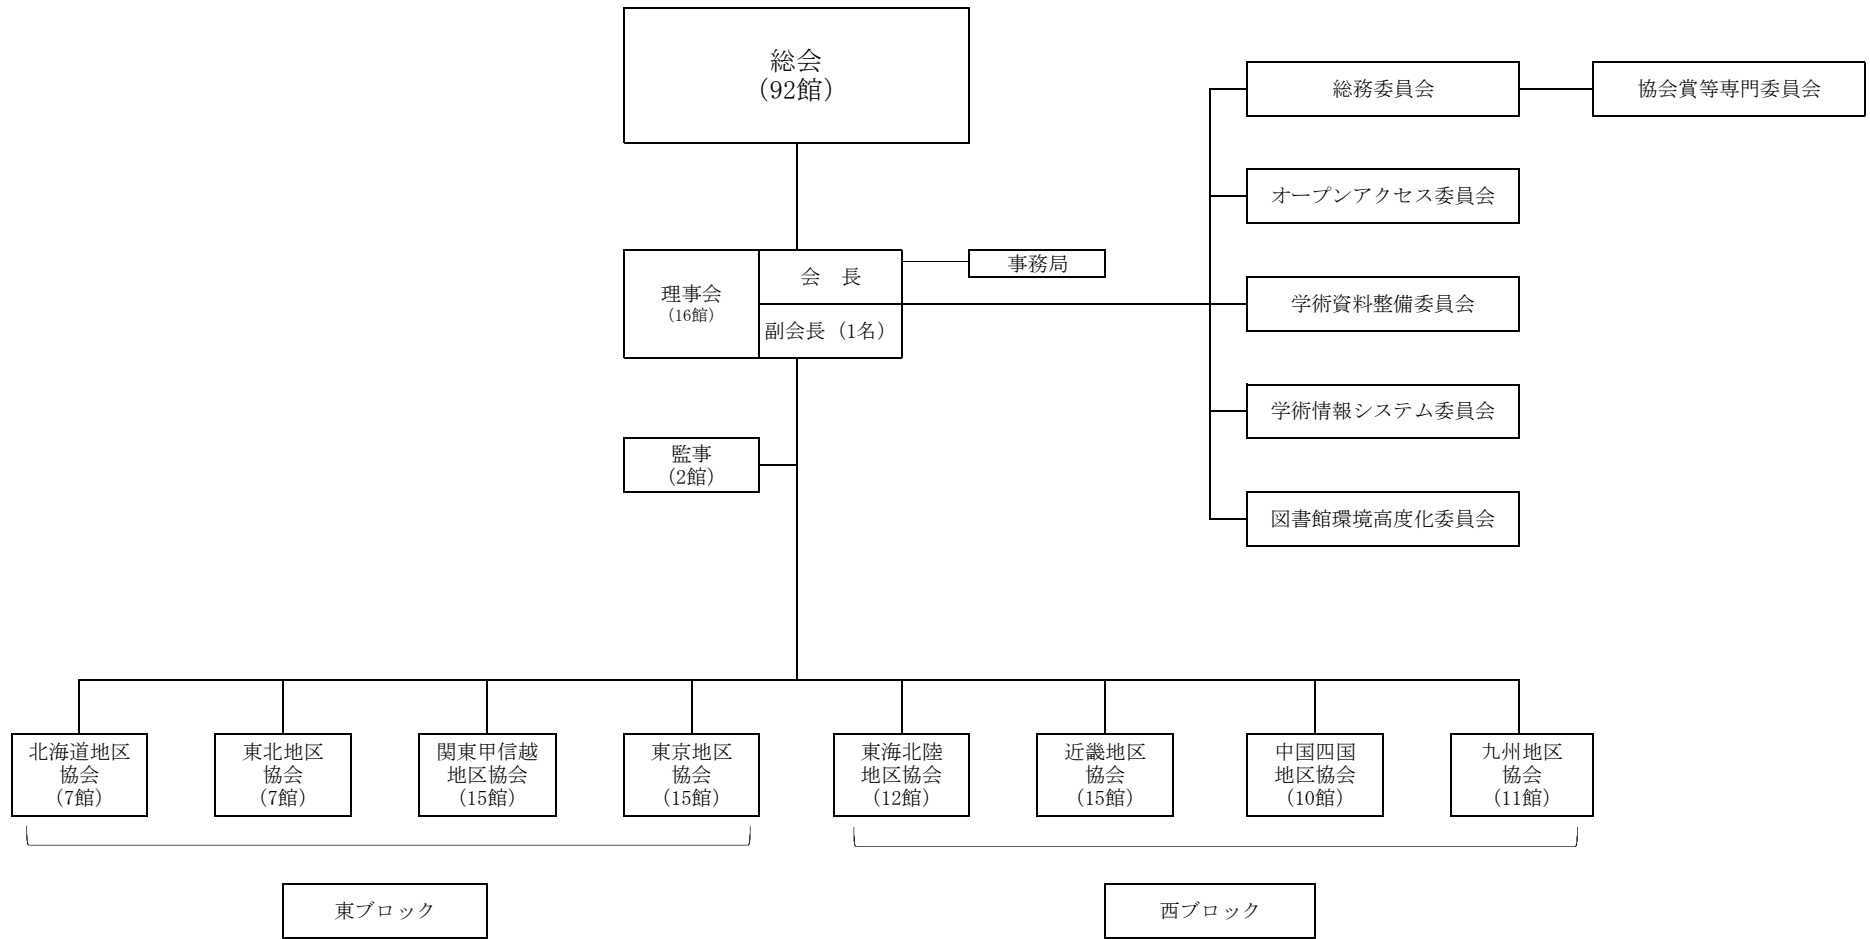 総会
（92館）
総務委員会
協会賞等専門委員会
オープンアクセス委員会
会　長
事務局
理事会
（16館）
副会長（1名）
学術資料整備委員会
学術情報システム委員会
監事
（2館）
図書館環境高度化委員会
北海道地区
協会
（7館）
東北地区
協会
（7館）
関東甲信越
地区協会
（15館）
東京地区
協会
（15館）
東海北陸
地区協会
（12館）
近畿地区
協会
（15館）
中国四国
地区協会
（10館）
九州地区
協会
（11館）
東ブロック
西ブロック